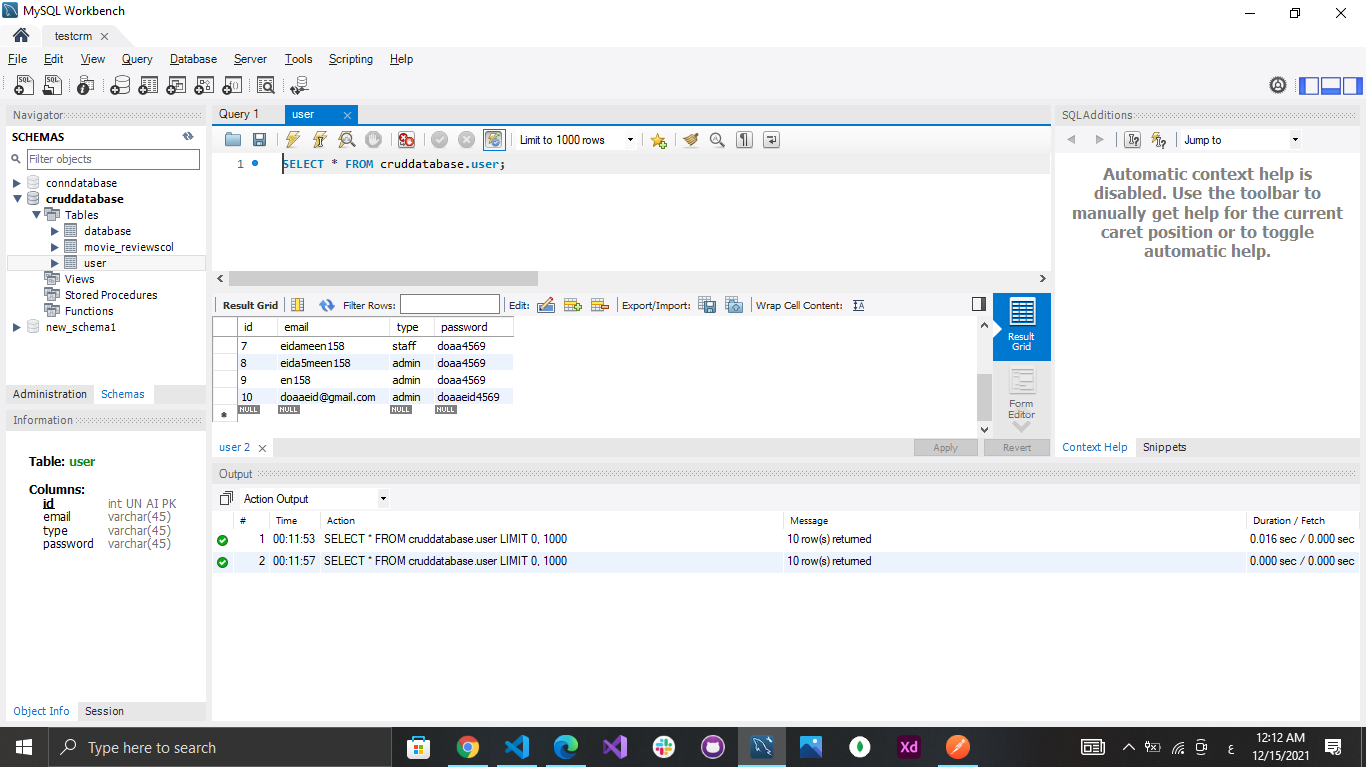 MySQL Workbench
testcrm
File Edit View Query Database Server Tools Scripting Help
Navigator
SCHEMAS
Filter objects
conndatabase
cruddatabase
Tables
database
movie_reviewscol
user
Views
Stored Procedures
Functions
new_schema1
Administration Schemas
Information
Table: user
Columns:
id int UN AI PK
email varchar(45)
type varchar(45)
password varchar(45)
Object Info Session
Query 1 user
Limit to 1000 rows
1 SELECT * FROM cruddatabase.user;
Result Grid Filter Rows: Edit: Export/Import: Wrap Cell Content:
id email type password
7 eidameen158 staff doaa4569
8 eida5meen158 admin doaa4569
9 en158 admin doaa4569
10 doaaeid@gmail.com admin doaaeid4569
NULL NULL NULL NULL
Result
Grid
Form
Editor
user 2 Apply Revert
SQLAdditions
Jump to
Automatic context help is
disabled. Use the toolbar to
manually get help for the current
caret position or to toggle
automatic help.
Context Help Snippets
Output
Action Output
# Time Action Message Duration / Fetch
1 00:11:53 SELECT * FROM cruddatabase.user LIMIT 0, 1000 10 row(s) returned 0.016 sec / 0.000 sec
2 00:11:57 SELECT * FROM cruddatabase.user LIMIT 0, 1000 10 row(s) returned 0.000 sec / 0.000 sec
Type here to search
Xd
ع
12:12 AM
12/15/2021